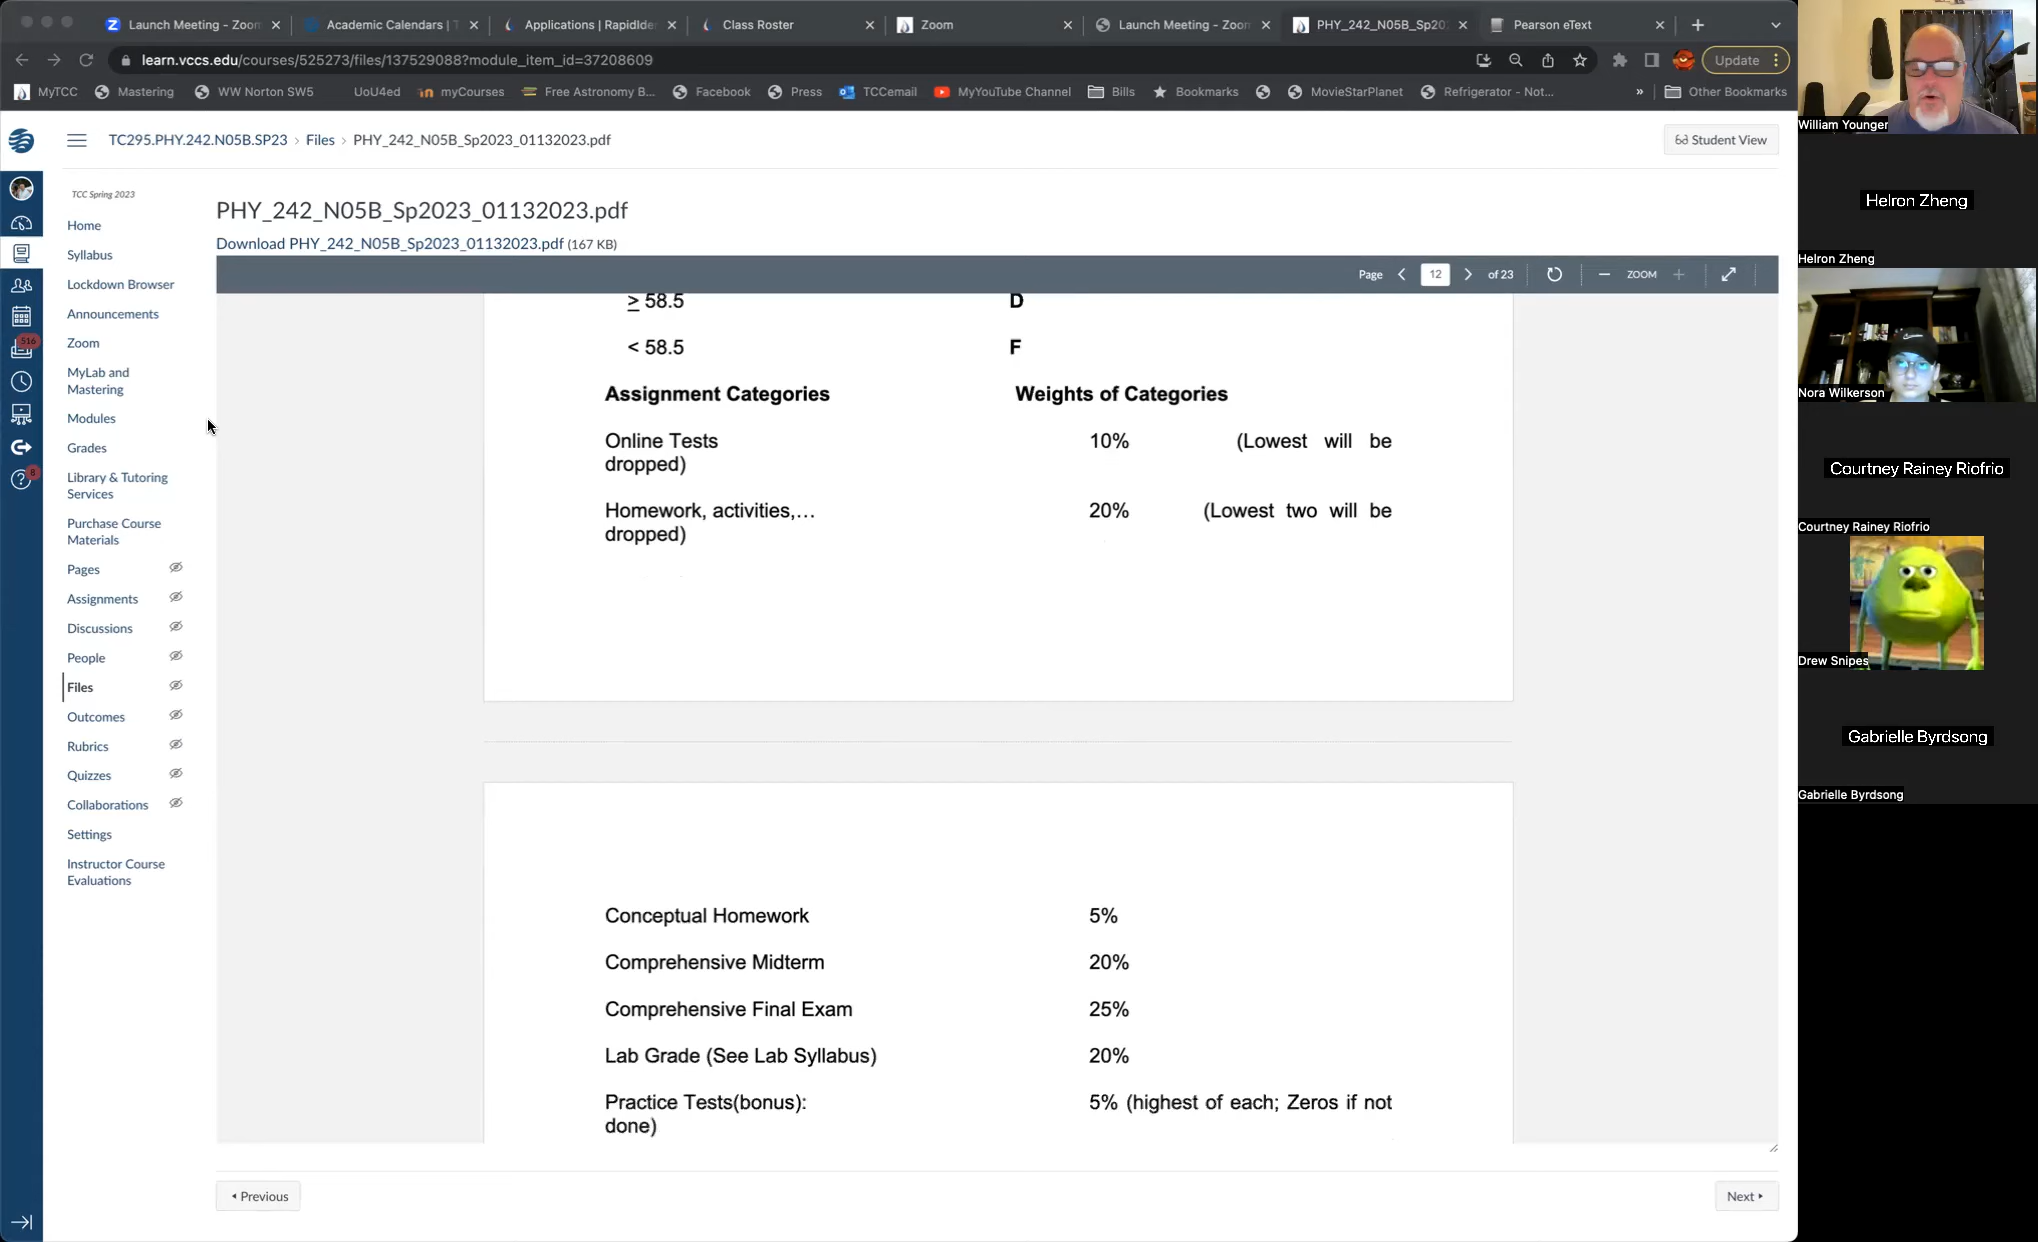 Launch Meeting - Zoom
Academic Calendars | T
Applications | RapidIde
Class Roster
Zoom
Launch Meeting - Zoom
PHY_242_N05B_Sp20
Pearson eText
learn.vccs.edu/courses/525273/files/137529088?module_item_id=37208609
Update
MyTCC
Mastering
WW Norton SW5
UoU4ed
myCourses
Free Astronomy B...
Facebook
Press
TCCemail
MyYouTube Channel
Bills
Bookmarks
MovieStarPlanet
Refrigerator - Not...
»
Other Bookmarks
TC295.PHY.242.N05B.SP23 › Files › PHY_242_N05B_Sp2023_01132023.pdf
Student View
516
8
TCC Spring 2023
Home
Syllabus
Lockdown Browser
Announcements
Zoom
MyLab and
Mastering
Modules
Grades
Library & Tutoring
Services
Purchase Course
Materials
Pages
Assignments
Discussions
People
Files
Outcomes
Rubrics
Quizzes
Collaborations
Settings
Instructor Course
Evaluations
PHY_242_N05B_Sp2023_01132023.pdf
Download PHY_242_N05B_Sp2023_01132023.pdf (167 KB)
Page 12 of 23
ZOOM
≥ 58.5 D
< 58.5 F
Assignment Categories Weights of Categories
Online Tests 10% (Lowest will be
dropped)
Homework, activities,... 20% (Lowest two will be
dropped)
Conceptual Homework 5%
Comprehensive Midterm 20%
Comprehensive Final Exam 25%
Lab Grade (See Lab Syllabus) 20%
Practice Tests(bonus): 5% (highest of each; Zeros if not
done)
Previous
Next
William Younger
Helron Zheng
Helron Zheng
Nora Wilkerson
Courtney Rainey Riofrio
Courtney Rainey Riofrio
Drew Snipes
Gabrielle Byrdsong
Gabrielle Byrdsong